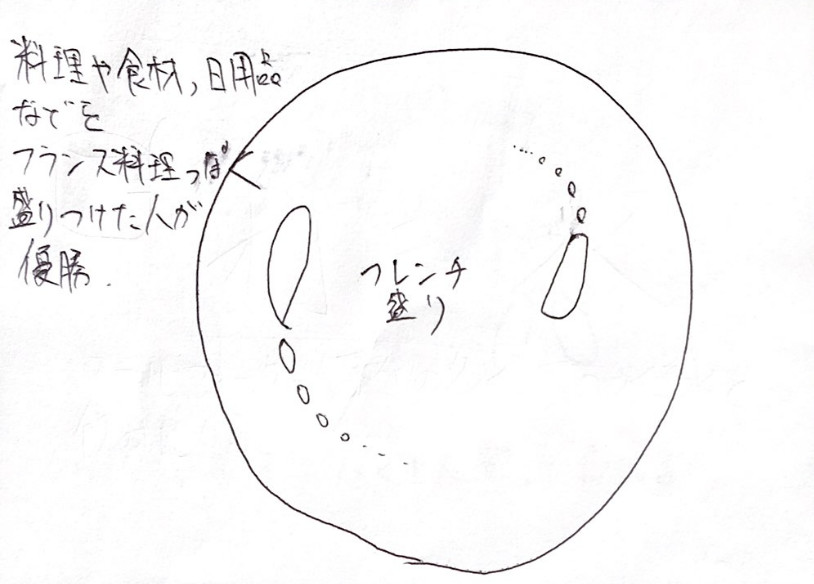 料理や食材,日用品
などを
フランス料理っぽく
盛りつけた人が
優勝.
フレンチ
盛り